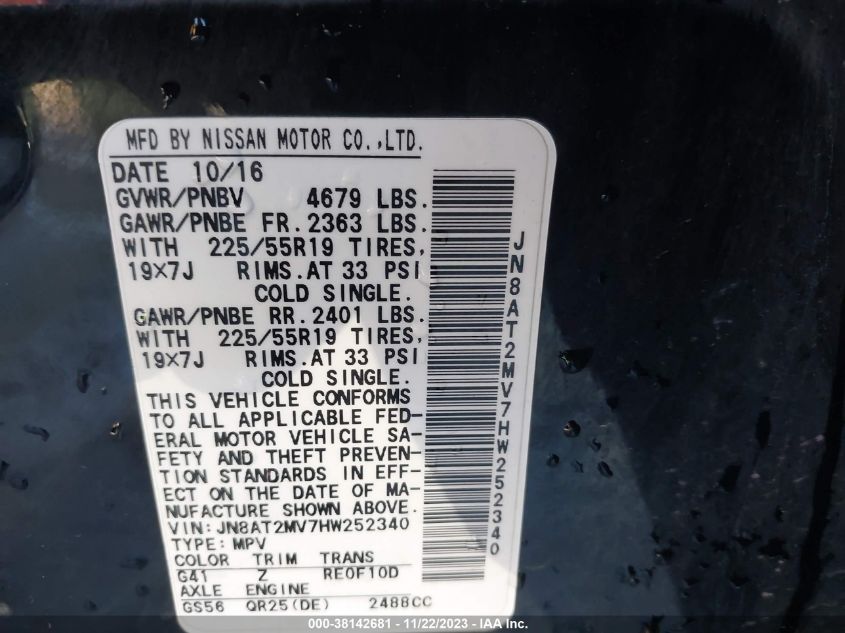 MFD BY NISSAN MOTOR CO.,LTD.
DATE 10/16
GVWR/PNBV 4679 LBS.
GAWR/PNBE FR.2363 LBS.
WITH 225/55R19 TIRES,
19×7J RIMS.AT 33 PSI
COLD SINGLE.
GAWR/PNBE RR.2401 LBS.
WITH 225/55R19 TIRES,
19×7J RIMS.AT 33 PSI
COLD SINGLE.
THIS VEHICLE CONFORMS
TO ALL APPLICABLE FED-
ERAL MOTOR VEHICLE SA-
FETY AND THEFT PREVEN-
TION STANDARDS IN EFF-
ECT ON THE DATE OF MA-
NUFACTURE SHOWN ABOVE.
VIN:JN8AT2MV7HW252340
TYPE:MPV
COLOR TRIM TRANS
G41 Z RE0F10D
AXLE ENGINE
GS56 QR25(DE) 2488CC
JN8AT2MV7HW252340
000-38142681 - 11/22/2023 - IAA, Inc.